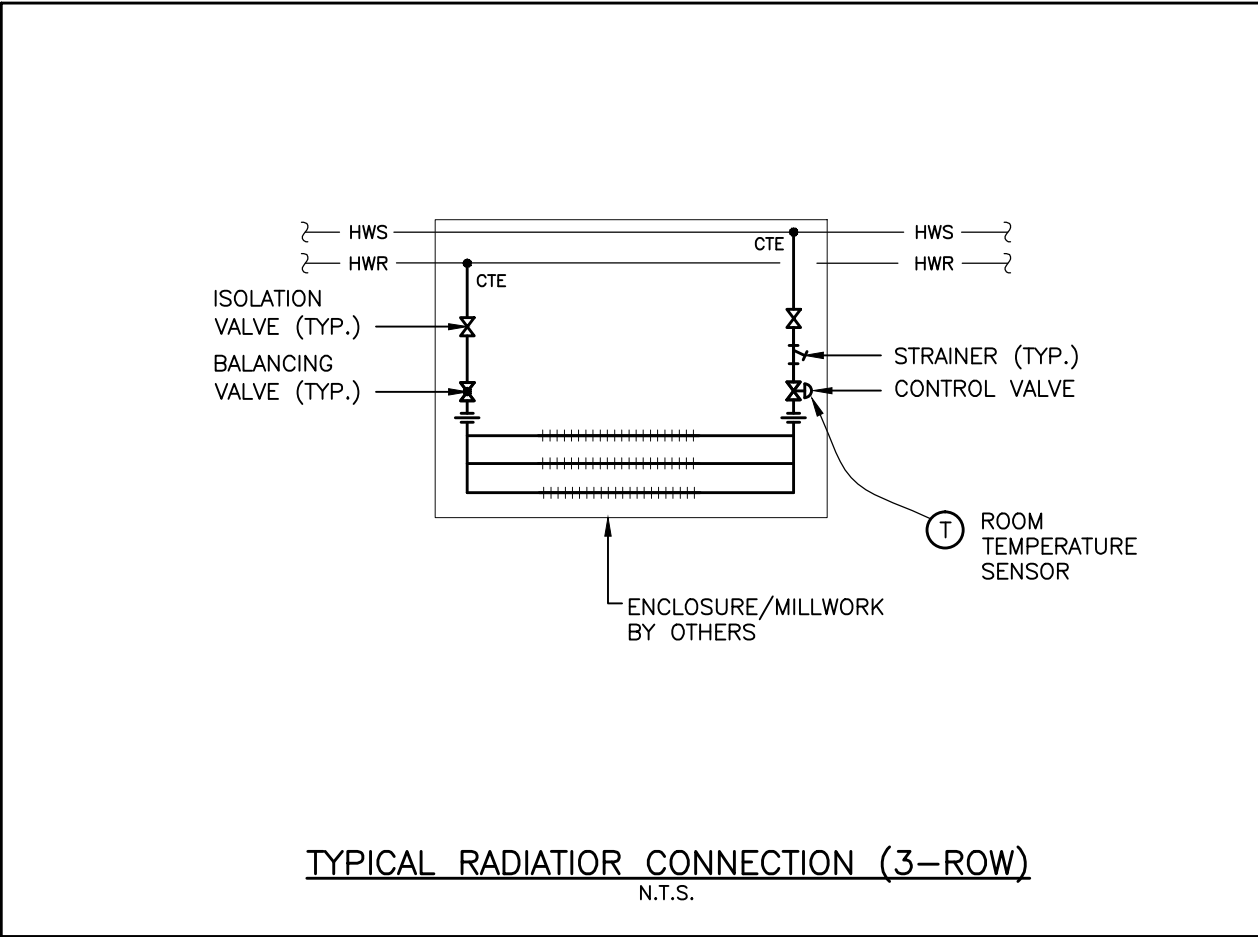 HWS
HWS
CTE
HWR
HWR
CTE
ISOLATION
VALVE (TYP.)
BALANCING
VALVE (TYP.)
STRAINER (TYP.)
CONTROL VALVE
T
ROOM
TEMPERATURE
SENSOR
ENCLOSURE/MILLWORK
BY OTHERS
TYPICAL RADIATIOR CONNECTION (3-ROW)
N.T.S.